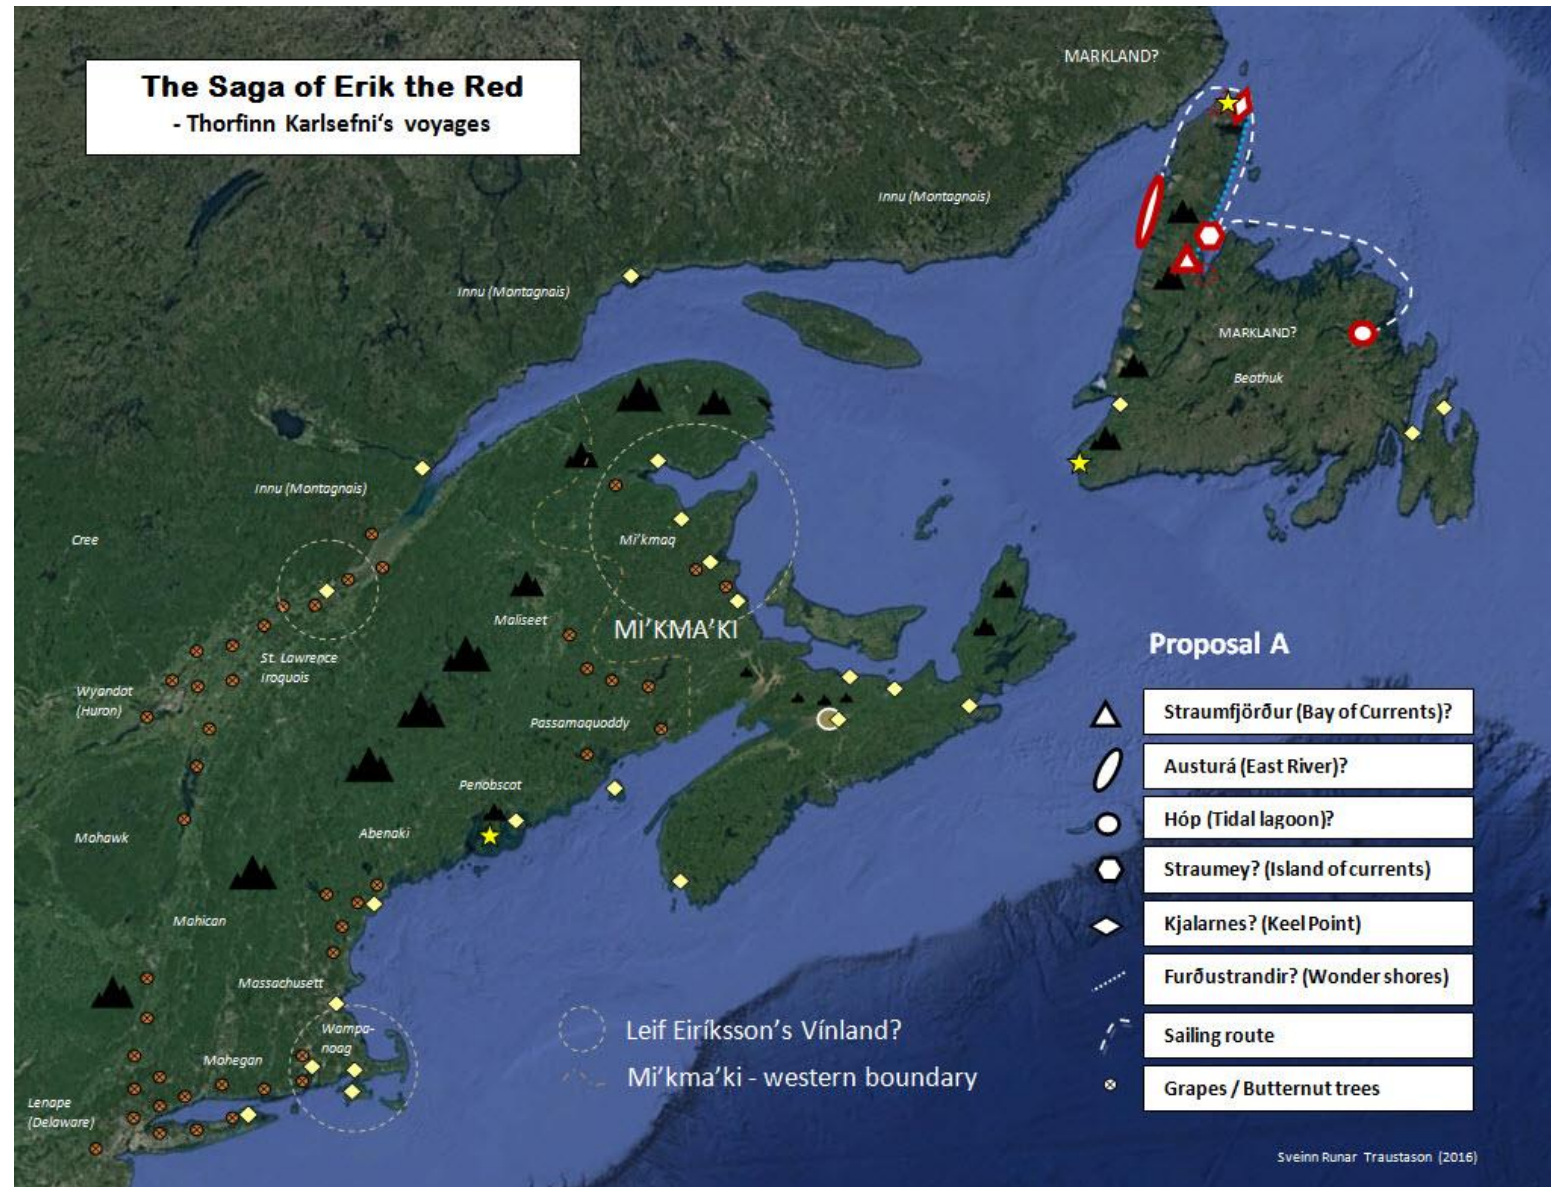 The Saga of Erik the Red
- Thorfinn Karlsefni's voyages
MARKLAND?
Innu (Montagnais)
Innu (Montagnais)
MARKLAND?
Beothuk
Innu (Montagnais)
Cree
Mi'kmaq
Maliseet
MI'KMA'KI
St. Lawrence
Iroquois
Wyandot
(Huron)
Passamaquoddy
Penobscot
Abenaki
Mohawk
Mahican
Massachusett
Wampa-
noag
Mohegan
Lenape
(Delaware)
Leif Eiríksson's Vínland?
Mi'kma'ki - western boundary
Proposal A
Straumfjörður (Bay of Currents)?
Austurá (East River)?
Hóp (Tidal lagoon)?
Straumey? (Island of currents)
Kjalarnes? (Keel Point)
Furðustrandir? (Wonder shores)
Sailing route
Grapes / Butternut trees
Sveinn Runar Traustason (2016)